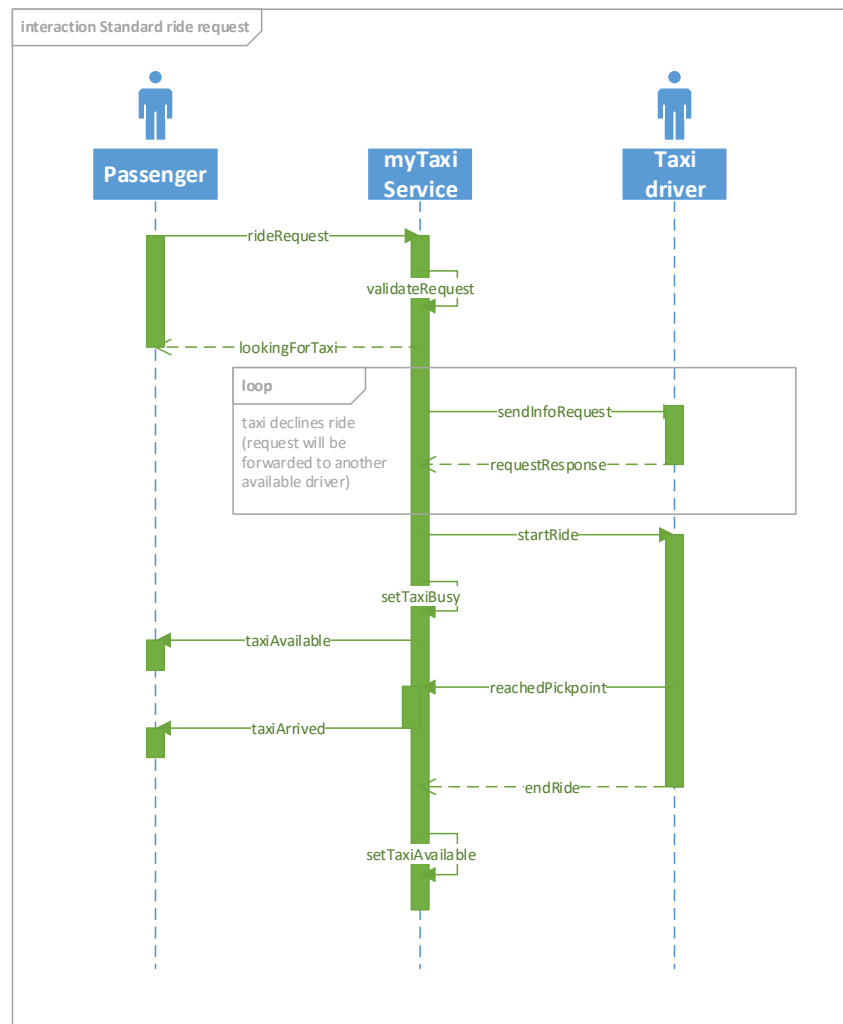 interaction Standard ride request
Passenger
myTaxi
Service
Taxi
driver
rideRequest
validateRequest
lookingForTaxi
loop
taxi declines ride
(request will be
forwarded to another
available driver)
sendInfoRequest
requestResponse
startRide
setTaxiBusy
taxiAvailable
reachedPickpoint
taxiArrived
endRide
setTaxiAvailable